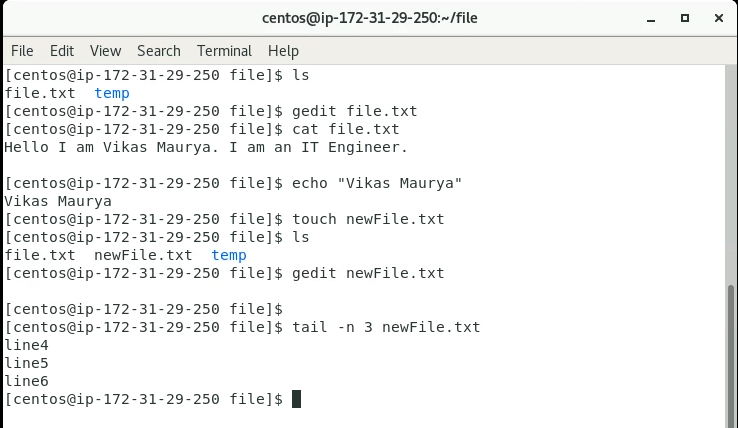 centos@ip-172-31-29-250:~/file
File Edit View Search Terminal Help
[centos@ip-172-31-29-250 file]$ ls
file.txt  temp
[centos@ip-172-31-29-250 file]$ gedit file.txt
[centos@ip-172-31-29-250 file]$ cat file.txt
Hello I am Vikas Maurya. I am an IT Engineer.
[centos@ip-172-31-29-250 file]$ echo "Vikas Maurya"
Vikas Maurya
[centos@ip-172-31-29-250 file]$ touch newFile.txt
[centos@ip-172-31-29-250 file]$ ls
file.txt  newFile.txt  temp
[centos@ip-172-31-29-250 file]$ gedit newFile.txt
[centos@ip-172-31-29-250 file]$
[centos@ip-172-31-29-250 file]$ tail -n 3 newFile.txt
line4
line5
line6
[centos@ip-172-31-29-250 file]$